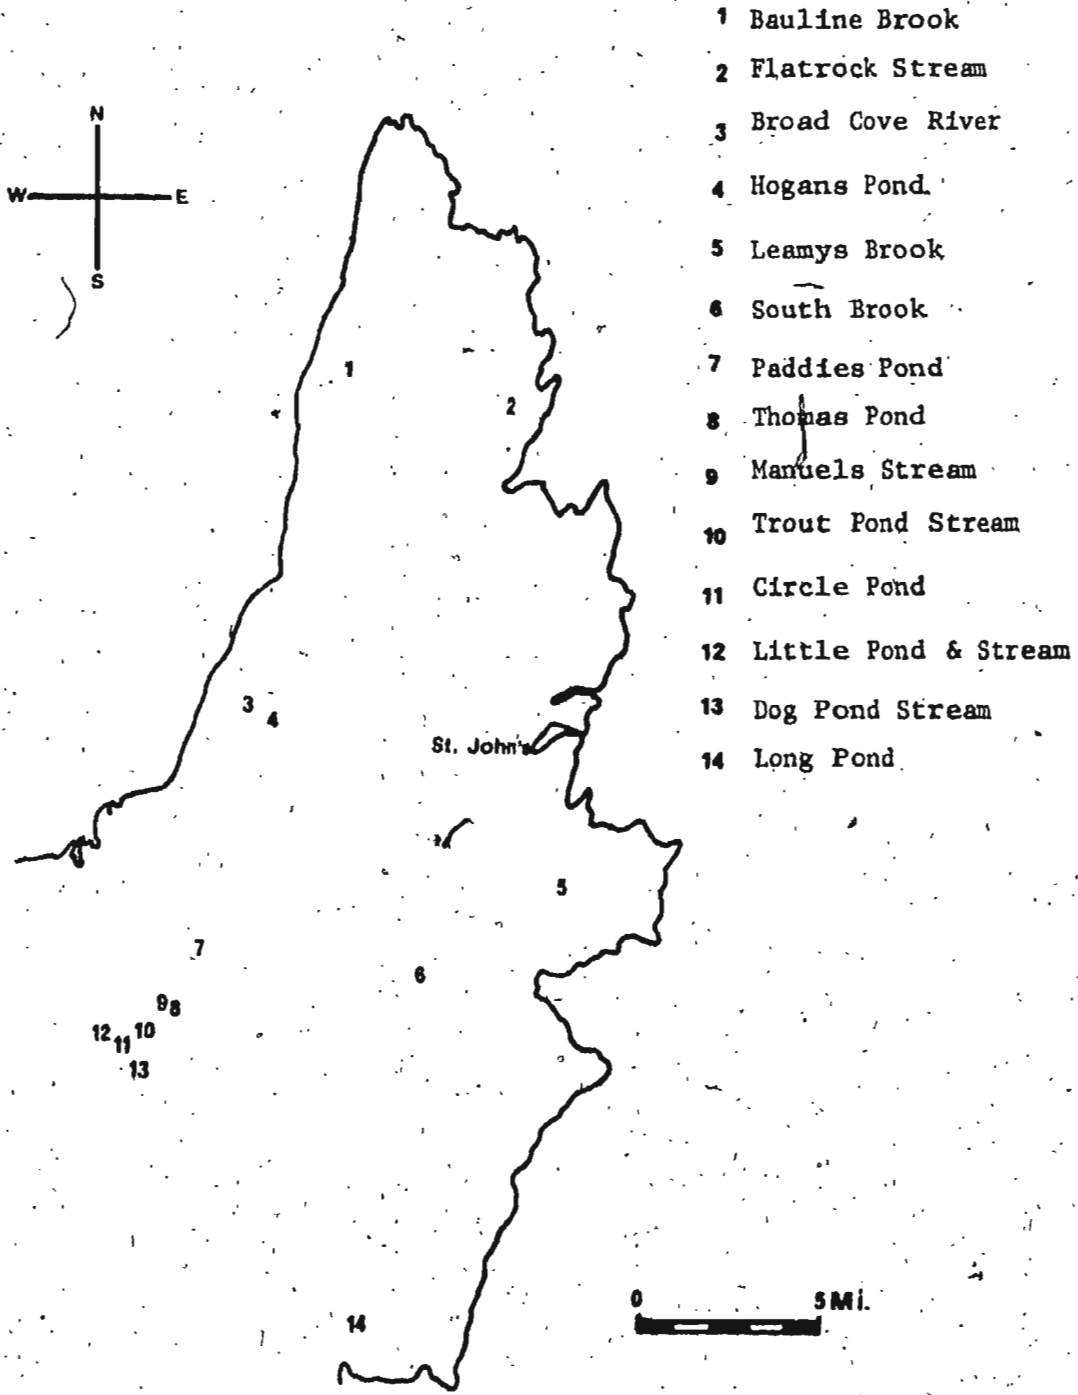 1 Bauline Brook
2 Flatrock Stream
3 Broad Cove River
4 Hogans Pond
5 Leamys Brook
6 South Brook
7 Paddies Pond
8 Thomas Pond
9 Manuels Stream
10 Trout Pond Stream
11 Circle Pond
12 Little Pond & Stream
13 Dog Pond Stream
14 Long Pond
N
W E
S
1
2
3
4
St. John's
5
7
6
9 8
12 11 10
13
14
0 5 Mi.